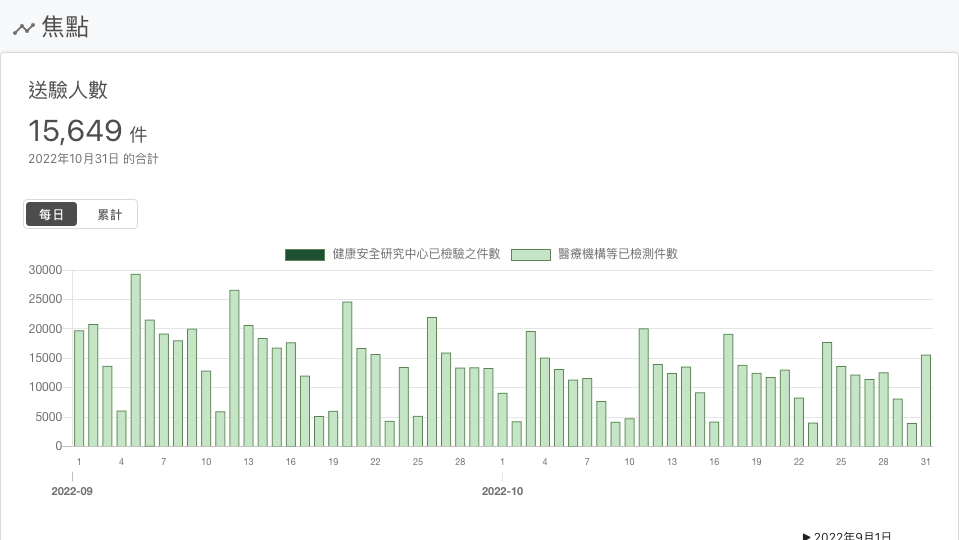 焦點
送驗人數
15,649 件
2022年10月31日 的合計
每日 累計
健康安全研究中心已檢驗之件數 醫療機構等已檢測件數
30000
25000
20000
15000
10000
5000
0
1 4 7 10 13 16 19 22 25 28 1 4 7 10 13 16 19 22 25 28 31
2022-09 2022-10
▶ 2022年9月1日